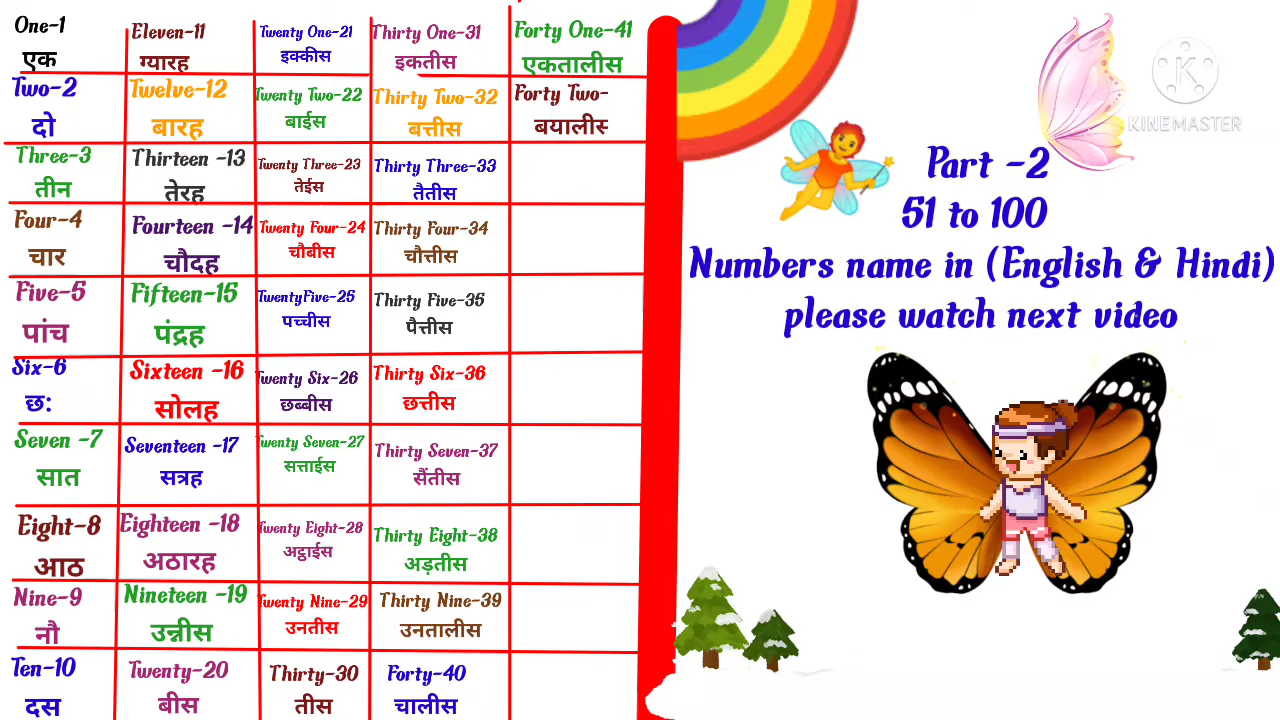 One-1
एक
Two-2
दो
Three-3
तीन
Four-4
चार
Five-5
पांच
Six-6
छ:
Seven -7
सात
Eight-8
आठ
Nine-9
नौ
Ten-10
दस
Eleven-11
ग्यारह
Twelve-12
बारह
Thirteen -13
तेरह
Fourteen -14
चौदह
Fifteen-15
पंद्रह
Sixteen -16
सोलह
Seventeen -17
सत्रह
Eighteen -18
अठारह
Nineteen -19
उन्नीस
Twenty-20
बीस
Twenty One-21
इक्कीस
Twenty Two-22
बाईस
Twenty Three-23
तेईस
Twenty Four-24
चौबीस
TwentyFive-25
पच्चीस
Twenty Six-26
छब्बीस
Twenty Seven-27
सत्ताईस
Twenty Eight-28
अट्ठाईस
Twenty Nine-29
उनतीस
Thirty-30
तीस
Thirty One-31
इकतीस
Thirty Two-32
बत्तीस
Thirty Three-33
तैतीस
Thirty Four-34
चौत्तीस
Thirty Five-35
पैत्तीस
Thirty Six-36
छत्तीस
Thirty Seven-37
सैंतीस
Thirty Eight-38
अड़तीस
Thirty Nine-39
उनतालीस
Forty-40
चालीस
Forty One-41
एकतालीस
Forty Two-
बयालीस
Part -2
51 to 100
Numbers name in (English & Hindi)
please watch next video
K
KINEMASTER